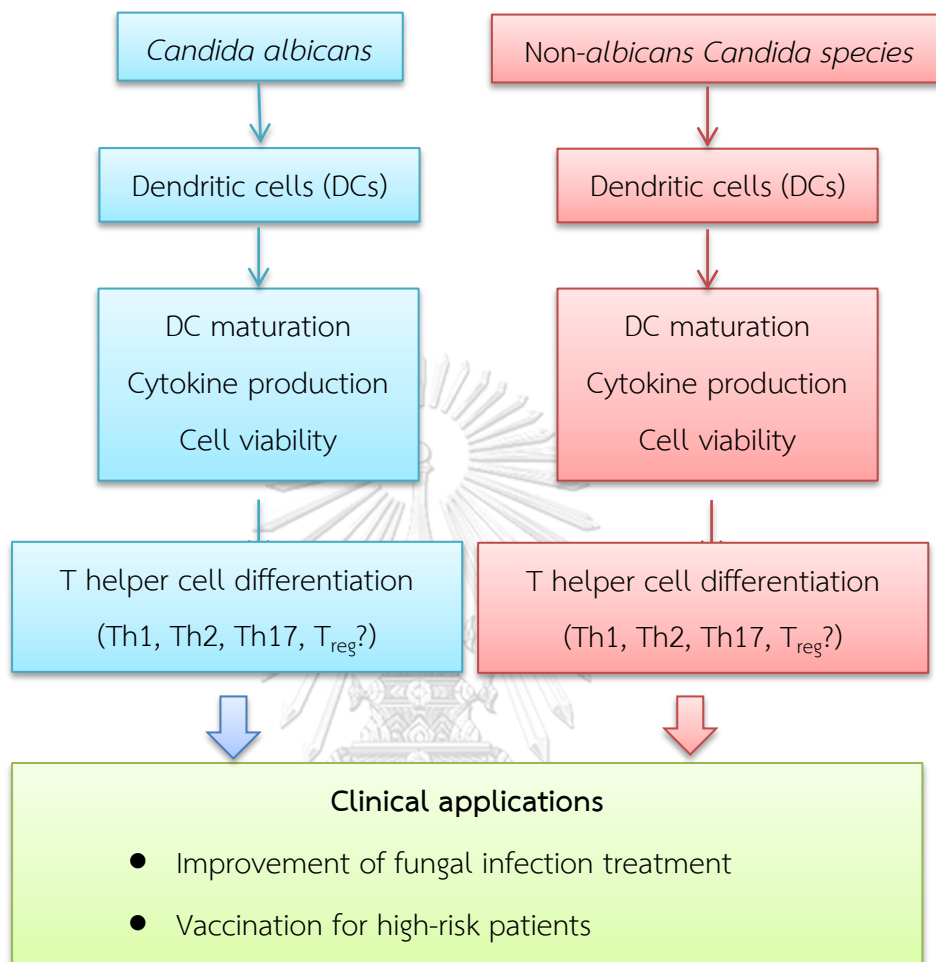 Candida albicans
Non-albicans Candida species
Dendritic cells (DCs)
Dendritic cells (DCs)
DC maturation
Cytokine production
Cell viability
DC maturation
Cytokine production
Cell viability
T helper cell differentiation
(Th1, Th2, Th17, Treg?)
T helper cell differentiation
(Th1, Th2, Th17, Treg?)
Clinical applications
● Improvement of fungal infection treatment
● Vaccination for high-risk patients